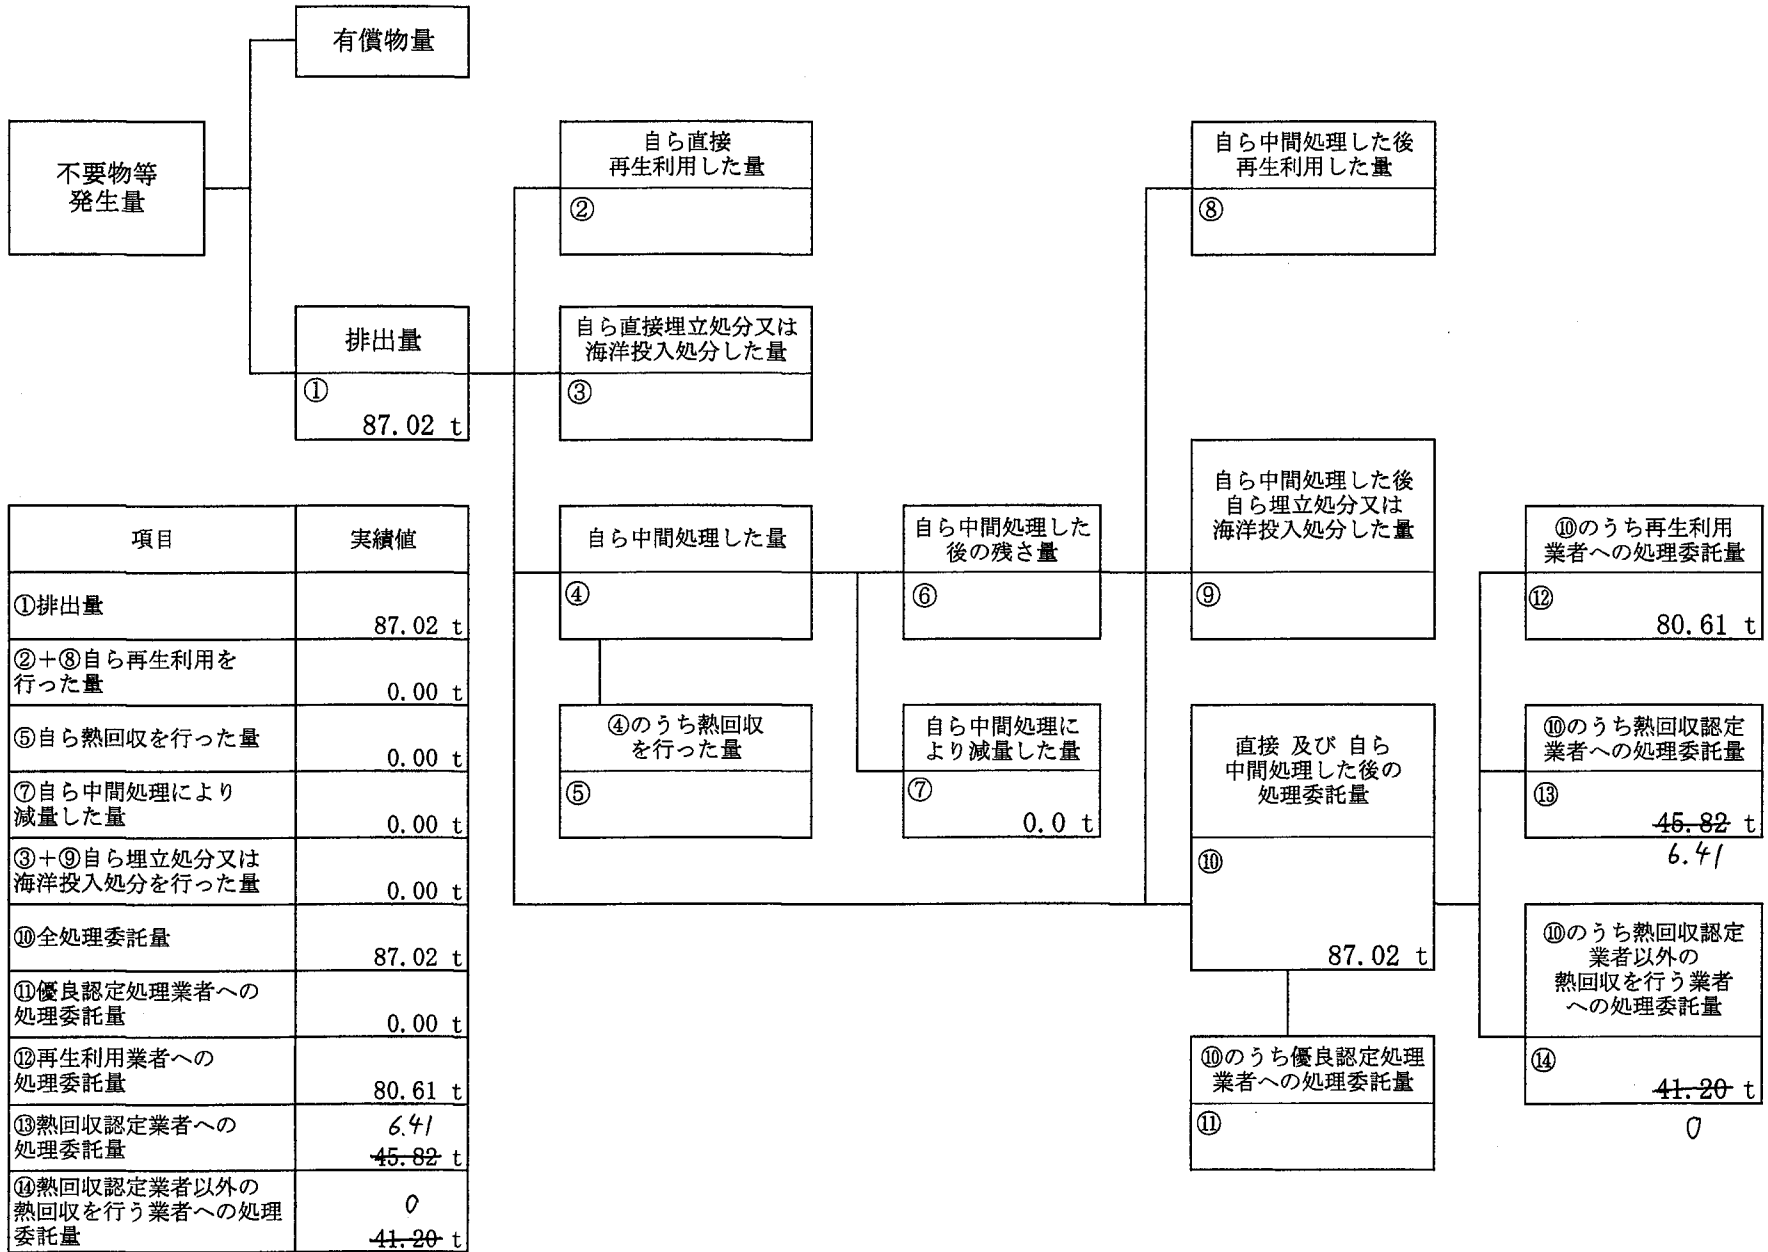 有償物量
不要物等
発生量
排出量
①
87.02 t
自ら直接
再生利用した量
②
自ら直接埋立処分又は
海洋投入処分した量
③
自ら中間処理した量
④
④のうち熱回収
を行った量
⑤
自ら中間処理した
後の残さ量
⑥
自ら中間処理に
より減量した量
⑦
0.0 t
自ら中間処理した後
再生利用した量
⑧
自ら中間処理した後
自ら埋立処分又は
海洋投入処分した量
⑨
直接 及び 自ら
中間処理した後の
処理委託量
⑩
87.02 t
⑩のうち優良認定処理
業者への処理委託量
⑪
⑩のうち再生利用
業者への処理委託量
⑫
80.61 t
⑩のうち熱回収認定
業者への処理委託量
⑬
45.82 t
6.41
⑩のうち熱回収認定
業者以外の
熱回収を行う業者
への処理委託量
⑭
41.20 t
0
項目 実績値
①排出量
87.02 t
②+⑧自ら再生利用を
行った量
0.00 t
⑤自ら熱回収を行った量
0.00 t
⑦自ら中間処理により
減量した量
0.00 t
③+⑨自ら埋立処分又は
海洋投入処分を行った量
0.00 t
⑩全処理委託量
87.02 t
⑪優良認定処理業者への
処理委託量
0.00 t
⑫再生利用業者への
処理委託量
80.61 t
⑬熱回収認定業者への
処理委託量
6.41
45.82 t
⑭熱回収認定業者以外の
熱回収を行う業者への処理
委託量
0
41.20 t